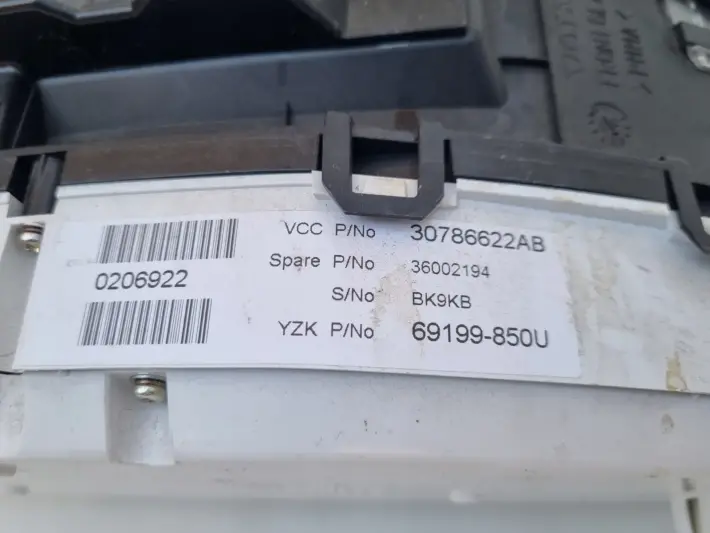 VCC P/No 30786622AB
Spare P/No 36002194
0206922
S/No BK9KB
YZK P/No 69199-850U